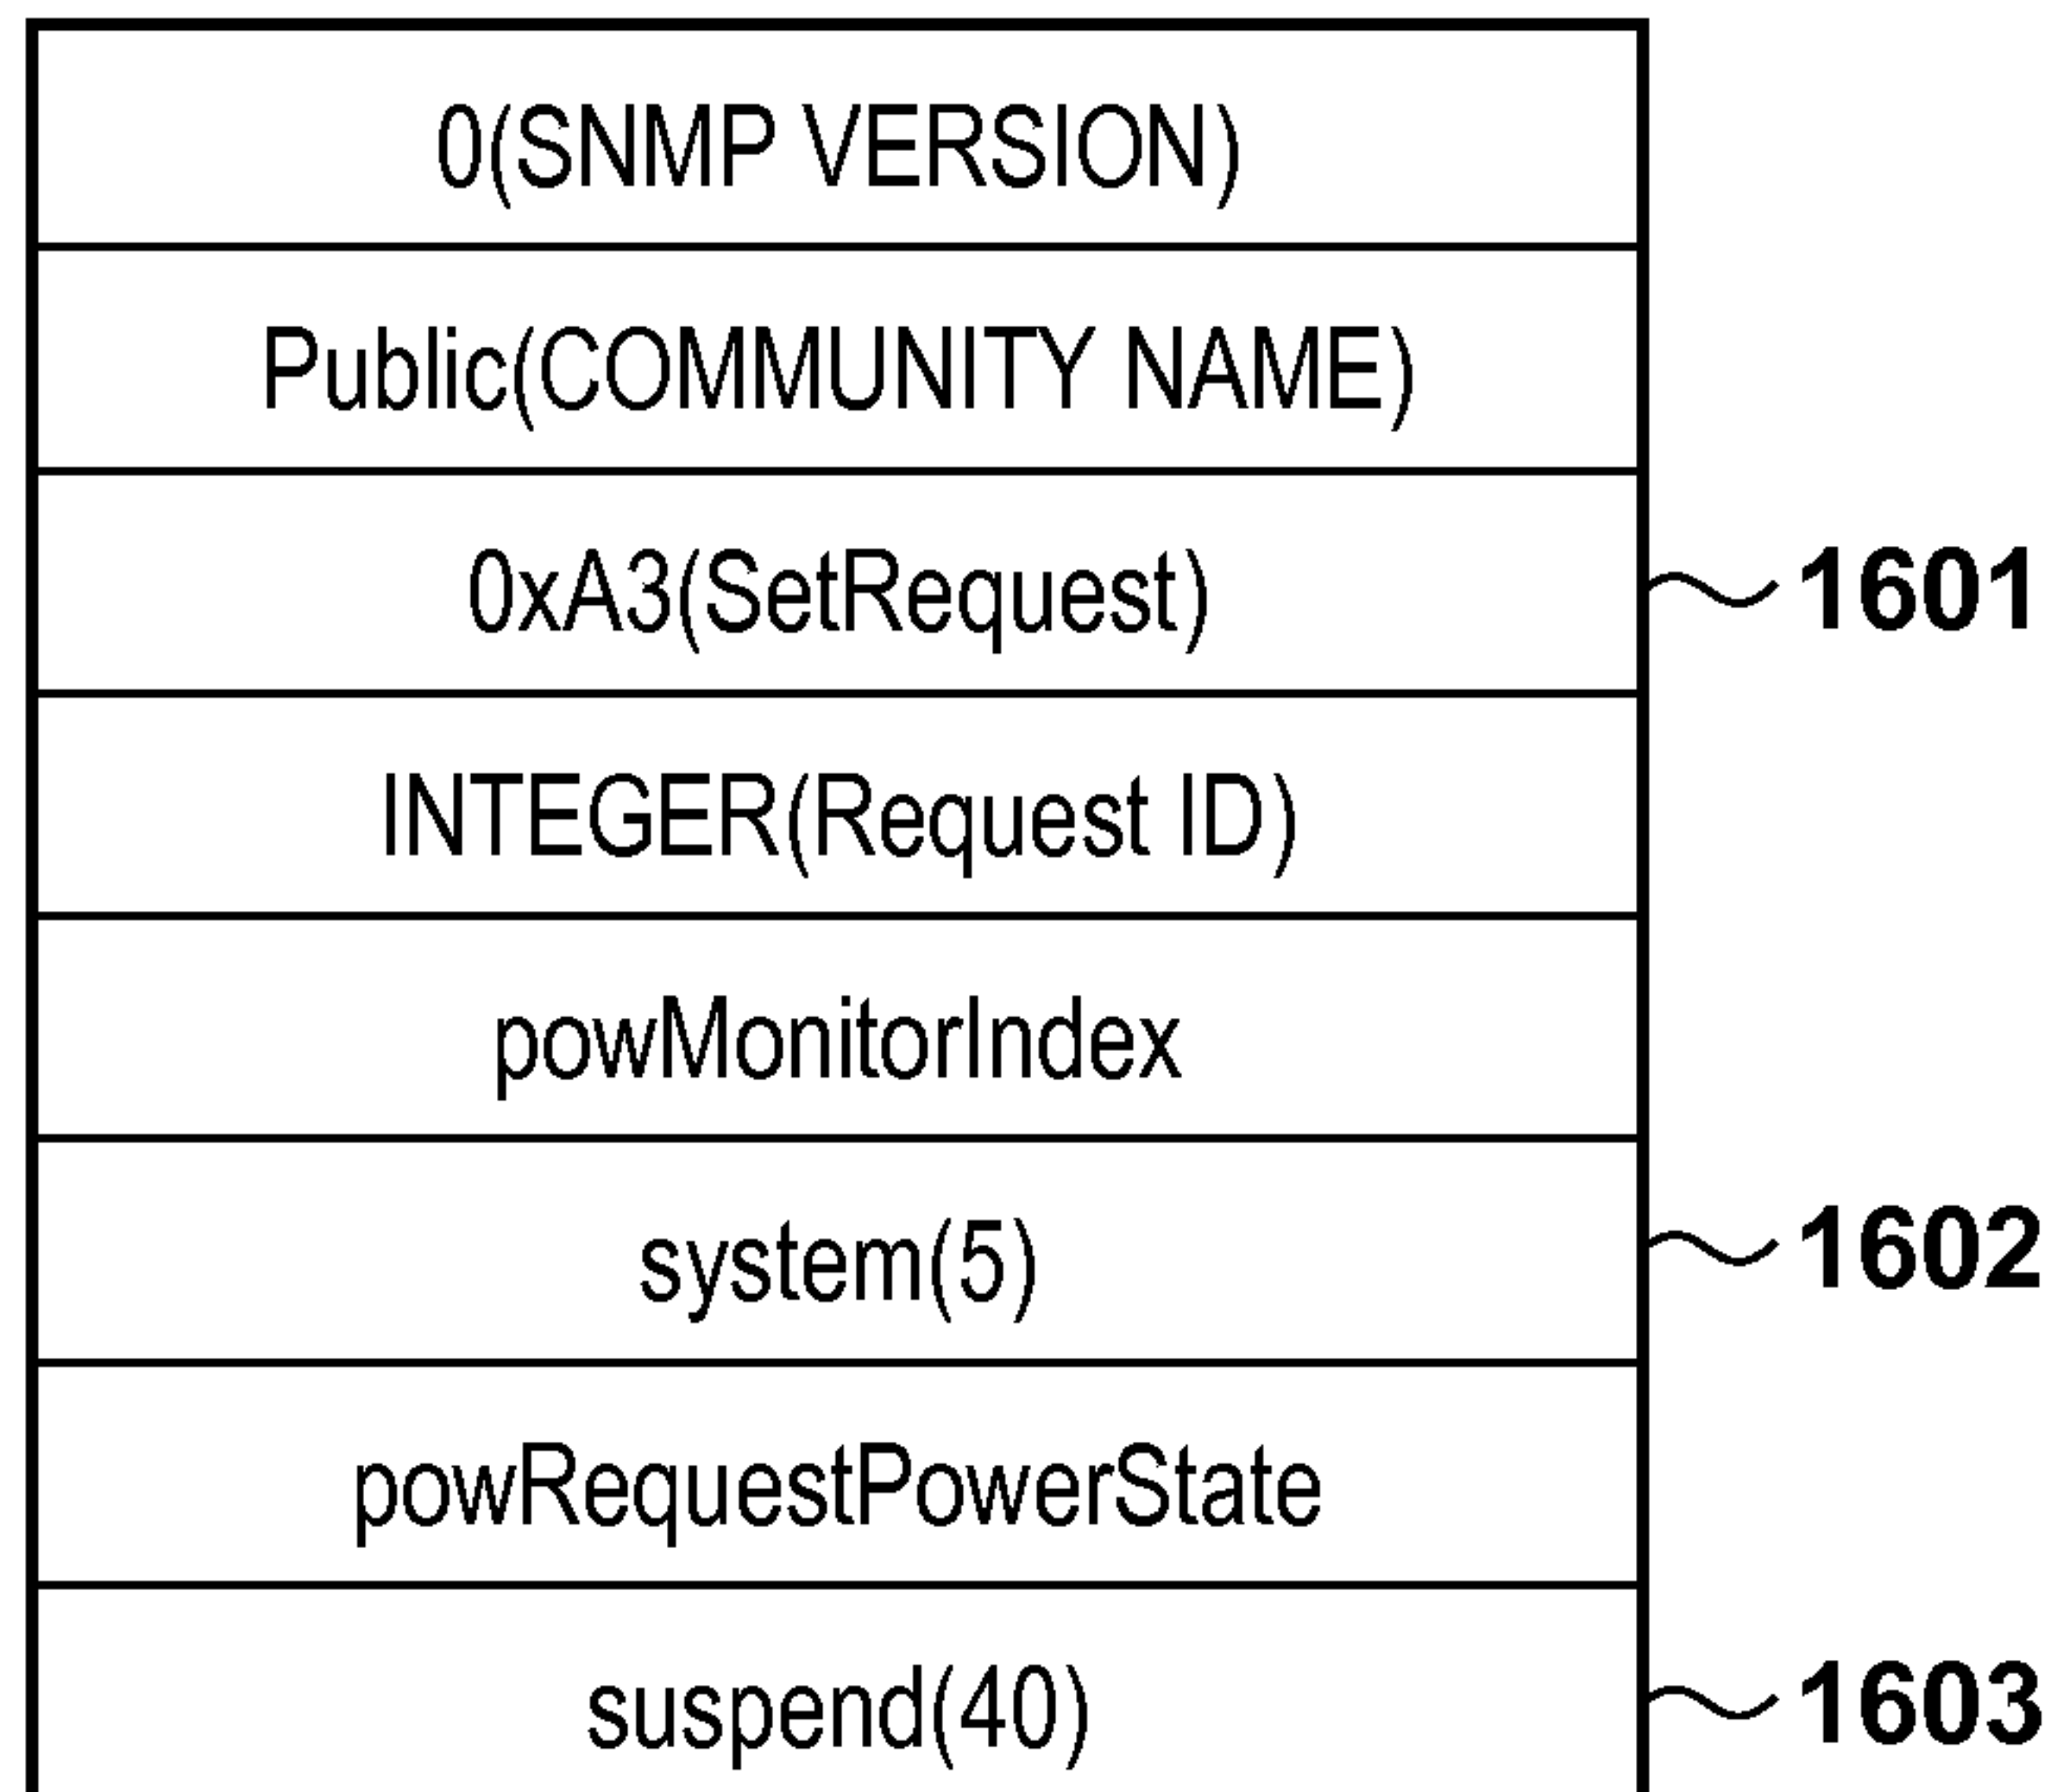 0(SNMP VERSION)
Public(COMMUNITY NAME)
0xA3(SetRequest) 1601
INTEGER(Request ID)
powMonitorIndex
system(5) 1602
powRequestPowerState
suspend(40) 1603